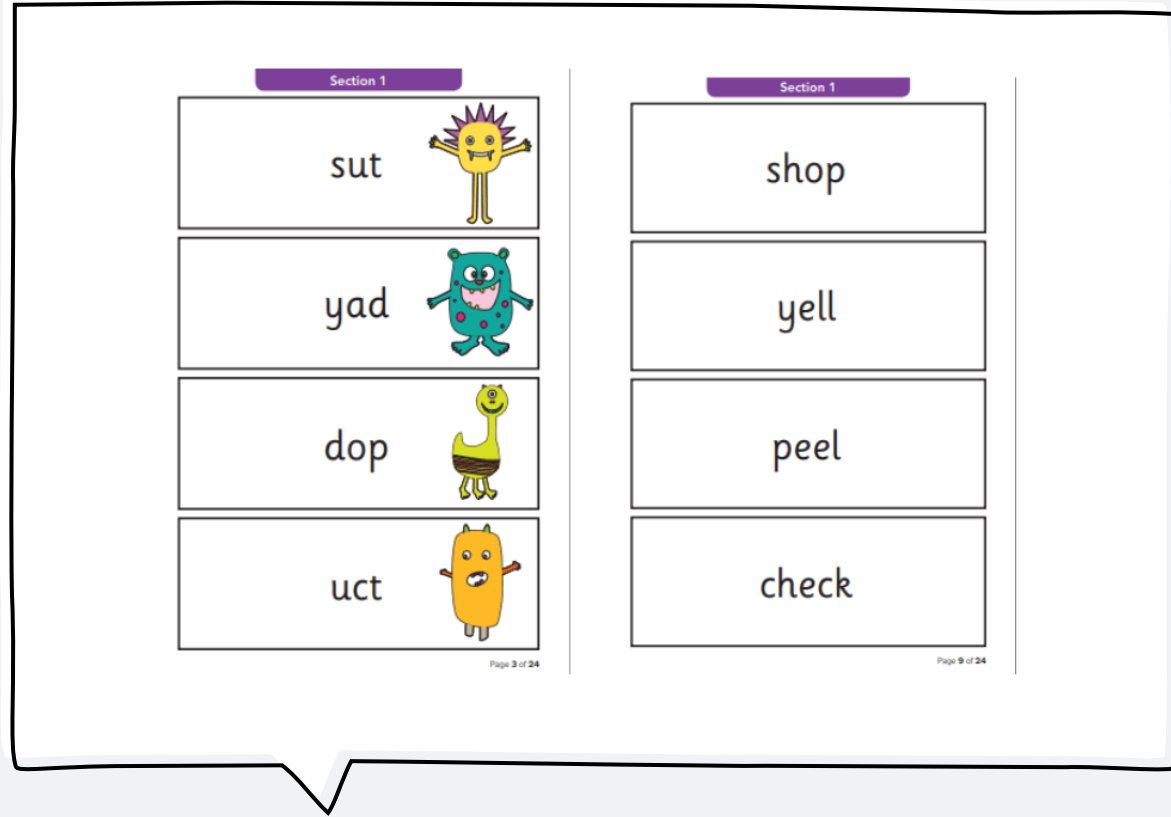 Section 1
sut
yad
dop
uct
Page 3 of 24
Section 1
shop
yell
peel
check
Page 9 of 24